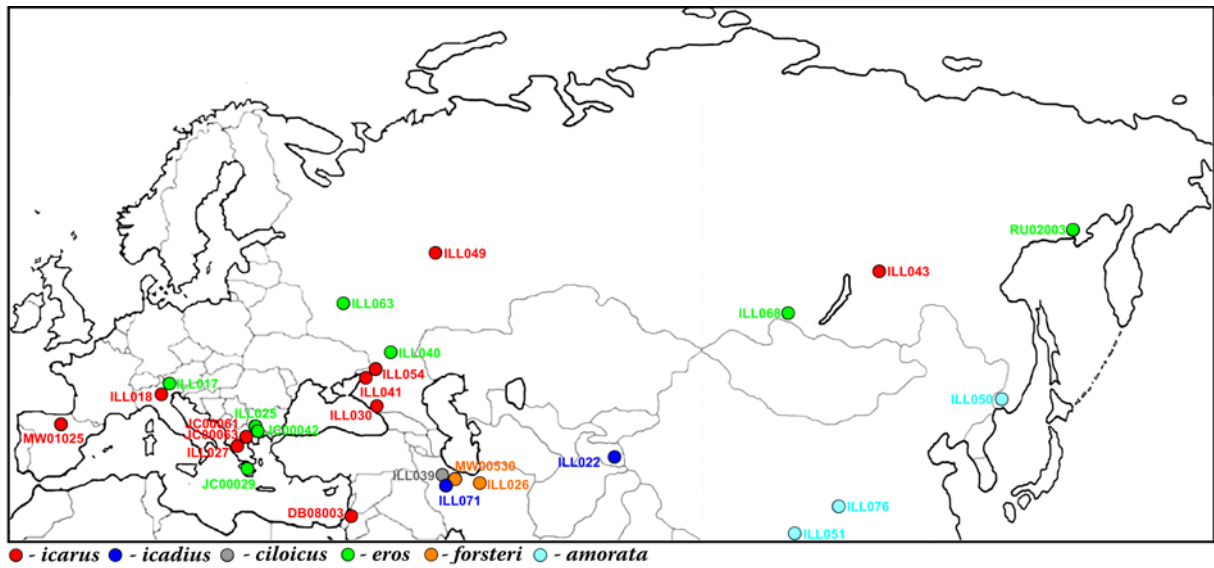 RU02003
ILL049
ILL043
ILL063
ILL068
ILL040
ILL054
ILL017
ILL041
ILL018
ILL050
ILL030
ILL025
JC00061
JC00042
JC00063
MW01025
ILL027
ILL022
MW00530
ILL039
ILL026
JC00029
ILL071
ILL076
DB08003
ILL051
- icarus - icadius - ciloicus - eros - forsteri - amorata